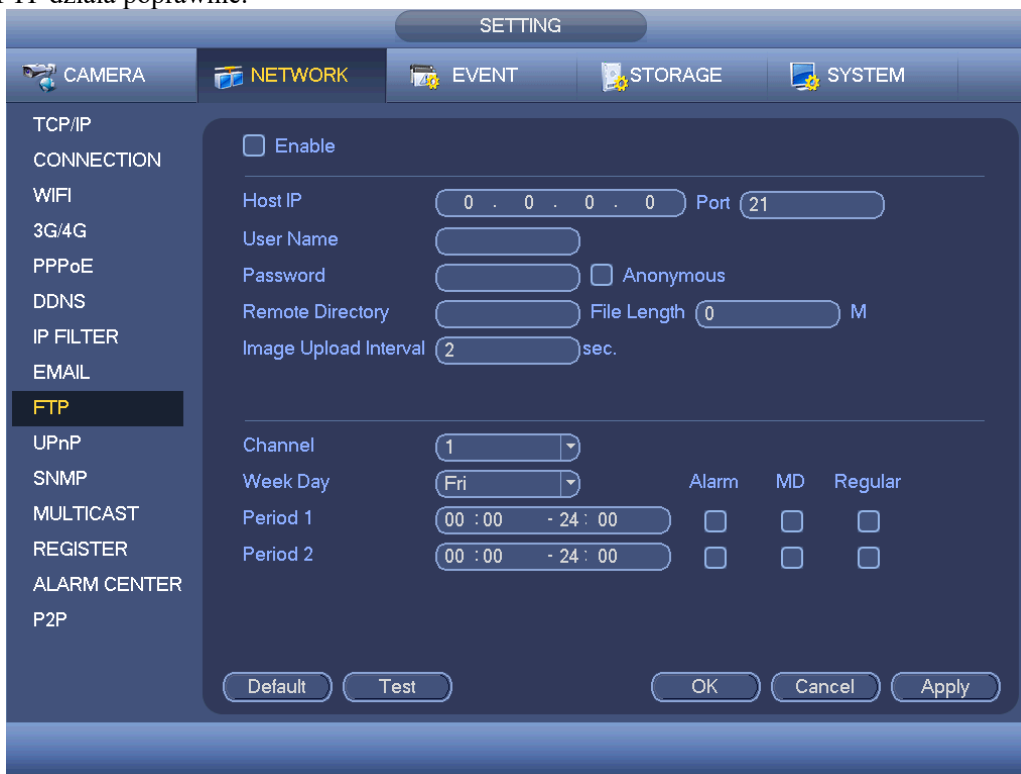 działa poprawnie.
SETTING
CAMERA NETWORK EVENT STORAGE SYSTEM
TCP/IP
CONNECTION
WIFI
3G/4G
PPPoE
DDNS
IP FILTER
EMAIL
FTP
UPnP
SNMP
MULTICAST
REGISTER
ALARM CENTER
P2P
Enable
Host IP 0 . 0 . 0 . 0 Port 21
User Name
Password Anonymous
Remote Directory File Length 0 M
Image Upload Interval 2 sec.
Channel 1
Week Day Fri Alarm MD Regular
Period 1 00 : 00 - 24 : 00
Period 2 00 : 00 - 24 : 00
Default Test OK Cancel Apply